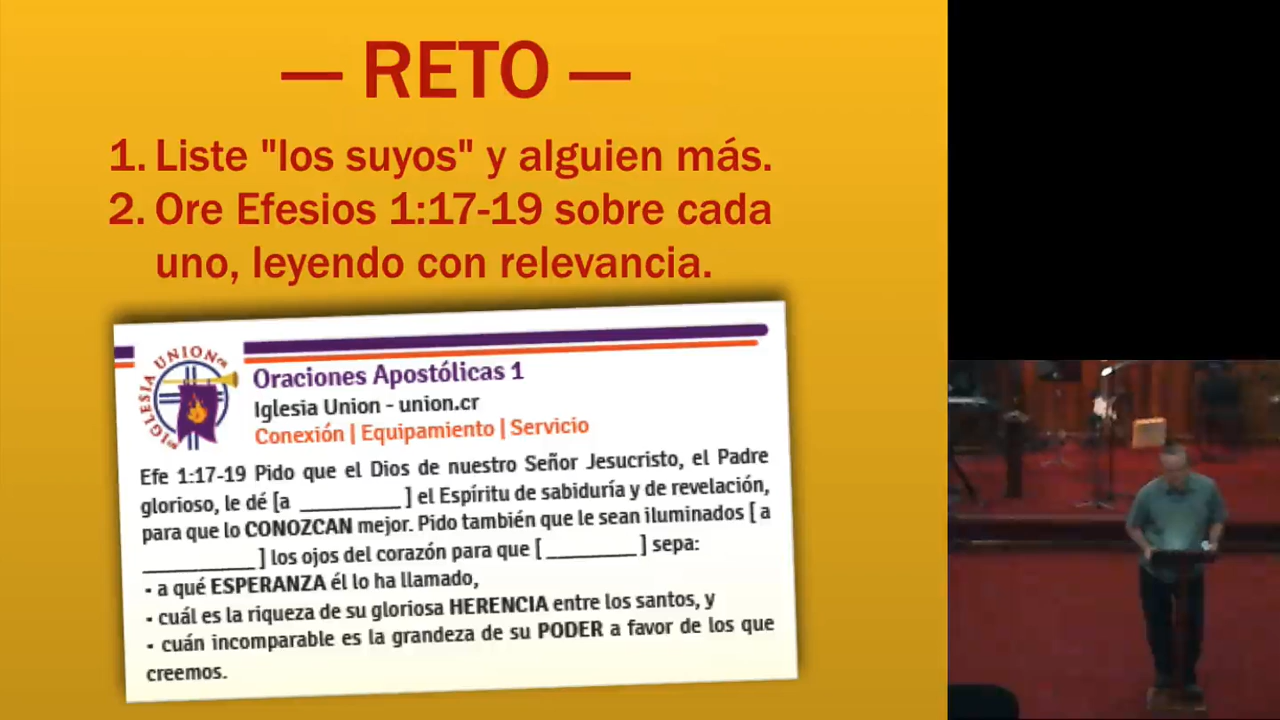 — RETO —
1. Liste "los suyos" y alguien más.
2. Ore Efesios 1:17-19 sobre cada
uno, leyendo con relevancia.
IGLESIA UNION CR
Oraciones Apostólicas 1
Iglesia Union - union.cr
Conexión | Equipamiento | Servicio
Efe 1:17-19 Pido que el Dios de nuestro Señor Jesucristo, el Padre
glorioso, le dé [a _________ ] el Espíritu de sabiduría y de revelación,
para que lo CONOZCAN mejor. Pido también que le sean iluminados [ a
__________ ] los ojos del corazón para que [ ________ ] sepa:
- a qué ESPERANZA él lo ha llamado,
- cuál es la riqueza de su gloriosa HERENCIA entre los santos, y
- cuán incomparable es la grandeza de su PODER a favor de los que
creemos.